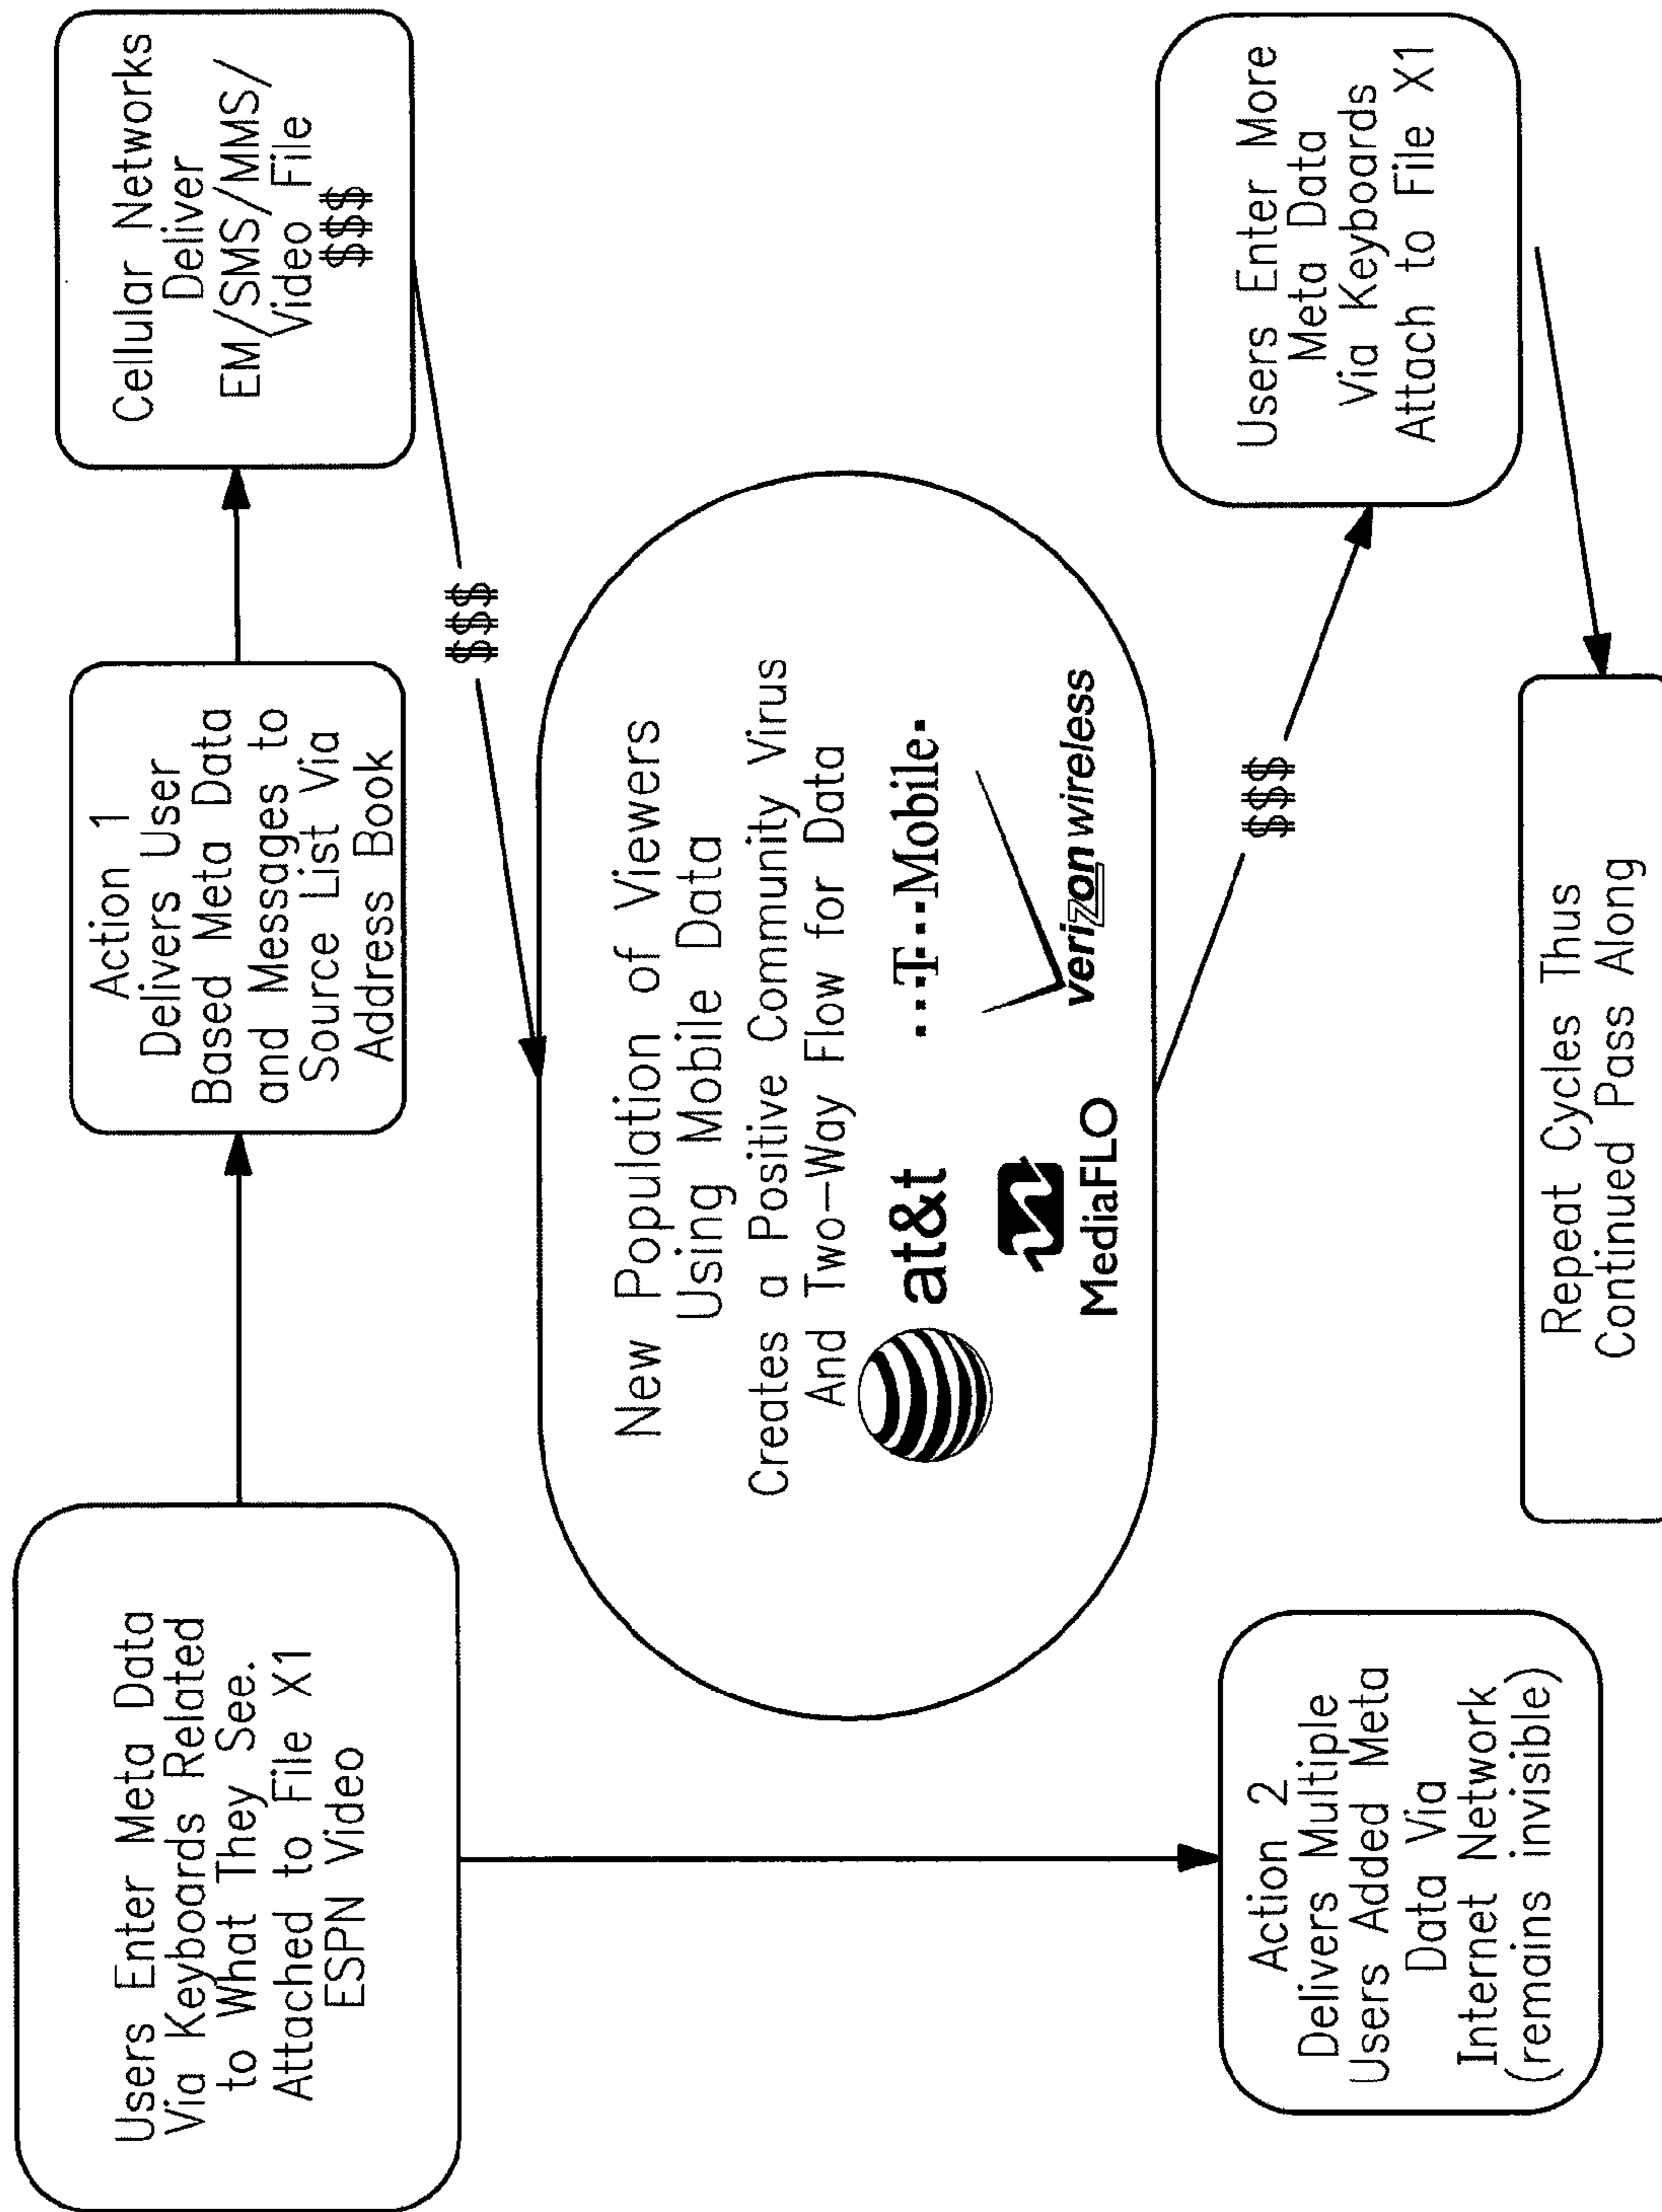 Users Enter Meta Data
Via Keyboards Related
to What They See.
Attached to File X1
ESPN Video
Action 1
Delivers User
Based Meta Data
and Messages to
Source List Via
Address Book
Cellular Networks
Deliver
EM/SMS/MMS/
Video File
$$$
$$$
New Population of Viewers
Using Mobile Data
Creates a Positive Community Virus
And Two-Way Flow for Data
at&t
T Mobile
MediaFLO
verizon wireless
$$$
Action 2
Delivers Multiple
Users Added Meta
Data Via
Internet Network
(remains invisible)
Users Enter More
Meta Data
Via Keyboards
Attach to File X1
Repeat Cycles Thus
Continued Pass Along